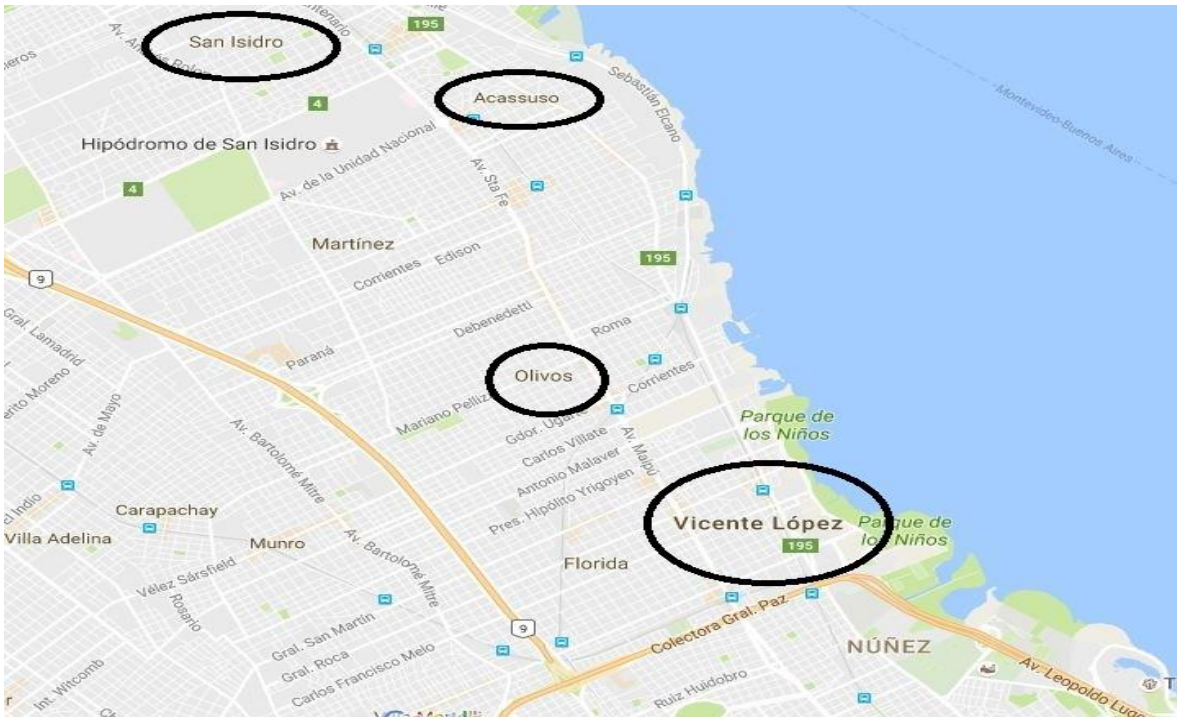 San Isidro
195
Acassuso
Sebastián Elcano
Montevideo-Buenos Aires
4
Hipódromo de San Isidro
4
Av. de la Unidad Nacional
Av. Sta Fe
Martínez
Corrientes
Edison
195
9
Gral. Lamadrid
Debenedetti
Roma
Paraná
Olivos
Corrientes
Mariano Pelliz
Gdor. Ugarte
Parque de
los Niños
Av. de Mayo
Av. Bartolomé Mitre
Carlos Villate
Av. Maipú
Antonio Malaver
Pres. Hipólito Yrigoyen
Carapachay
Vicente López
Parque de
los Niños
Villa Adelina
Munro
Av. Bartolomé Mitre
195
Florida
Vélez Sársfield
Rosario
Colectora Gral. Paz
9
Gral. San Martín
NÚÑEZ
Gral. Roca
Carlos Francisco Melo
Int. Witcomb
Ruiz Huidobro
Av. Leopoldo Lugo